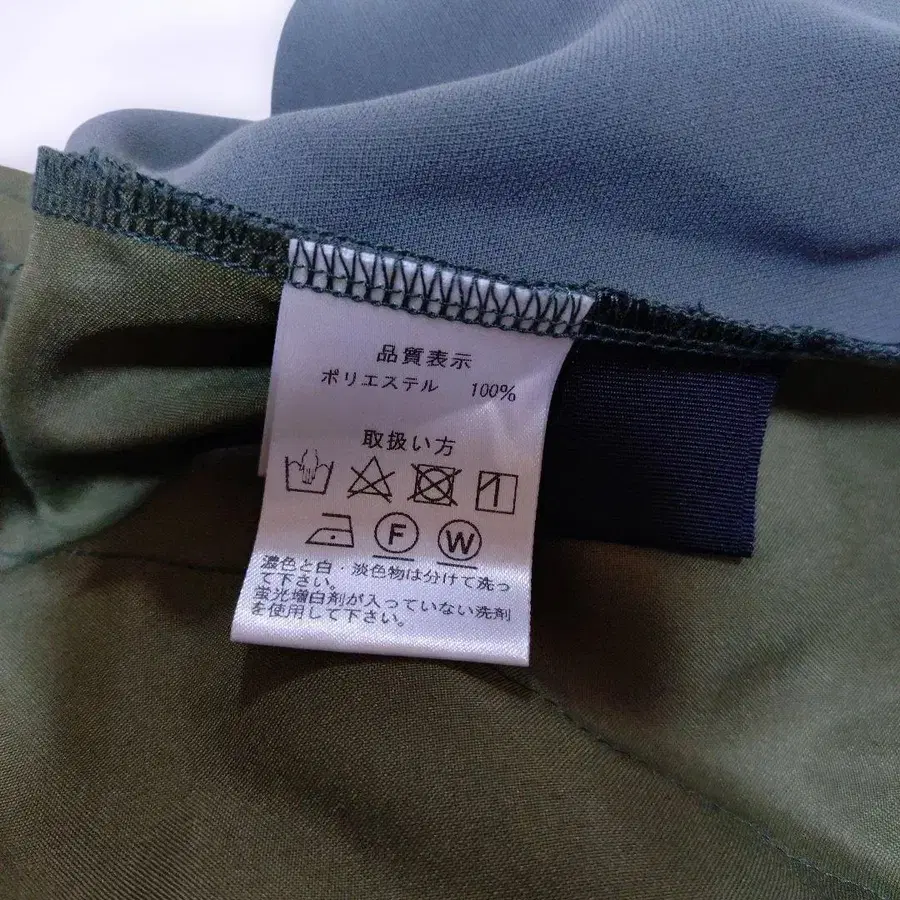 品質表示
ポリエステル 100%
取扱い方
F W
濃色と白・淡色物は分けて洗っ
て下さい。
蛍光増白剤が入っていない洗剤
を使用して下さい。